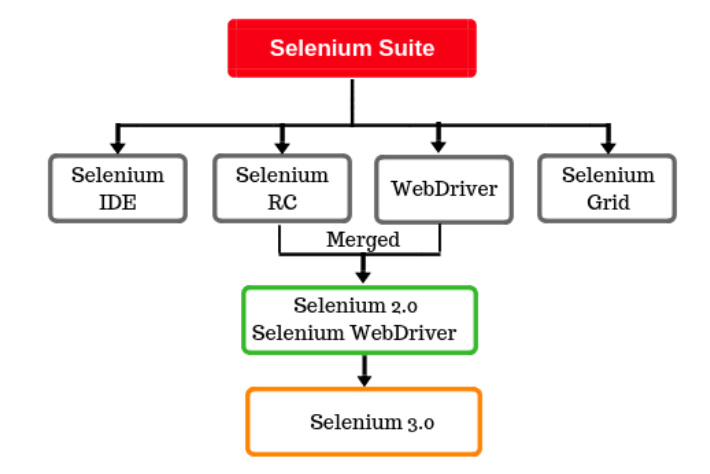 Selenium Suite
Selenium
IDE
Selenium
RC
WebDriver
Selenium
Grid
Merged
Selenium 2.0
Selenium WebDriver
Selenium 3.0